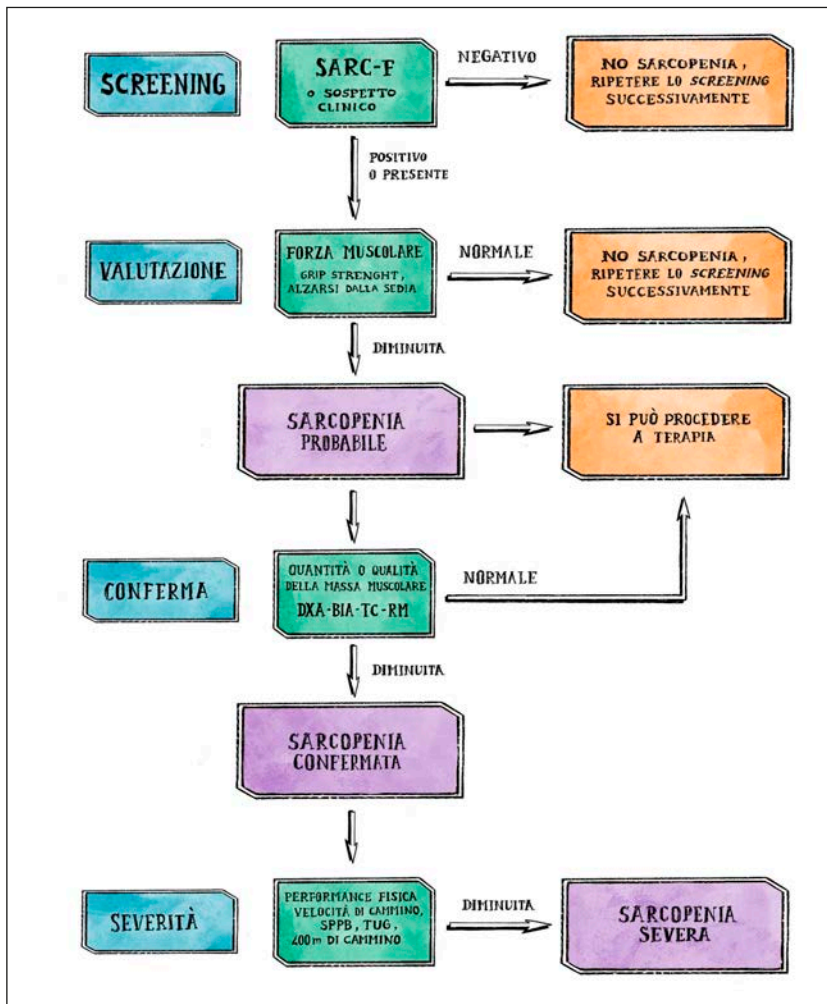 SCREENING
SARC-F
O SOSPETTO
CLINICO
NEGATIVO
NO SARCOPENIA,
RIPETERE LO SCREENING
SUCCESSIVAMENTE
POSITIVO
O PRESENTE
VALUTAZIONE
FORZA MUSCOLARE
GRIP STRENGHT,
ALZARSI DALLA SEDIA
NORMALE
NO SARCOPENIA,
RIPETERE LO SCREENING
SUCCESSIVAMENTE
DIMINUITA
SARCOPENIA
PROBABILE
SI PUÒ PROCEDERE
A TERAPIA
CONFERMA
QUANTITÀ O QUALITÀ
DELLA MASSA MUSCOLARE
DXA-BIA-TC-RM
NORMALE
DIMINUITA
SARCOPENIA
CONFERMATA
SEVERITÀ
PERFORMANCE FISICA
VELOCITÀ DI CAMMINO,
SPPB, TUG,
400m DI CAMMINO
DIMINUITA
SARCOPENIA
SEVERA